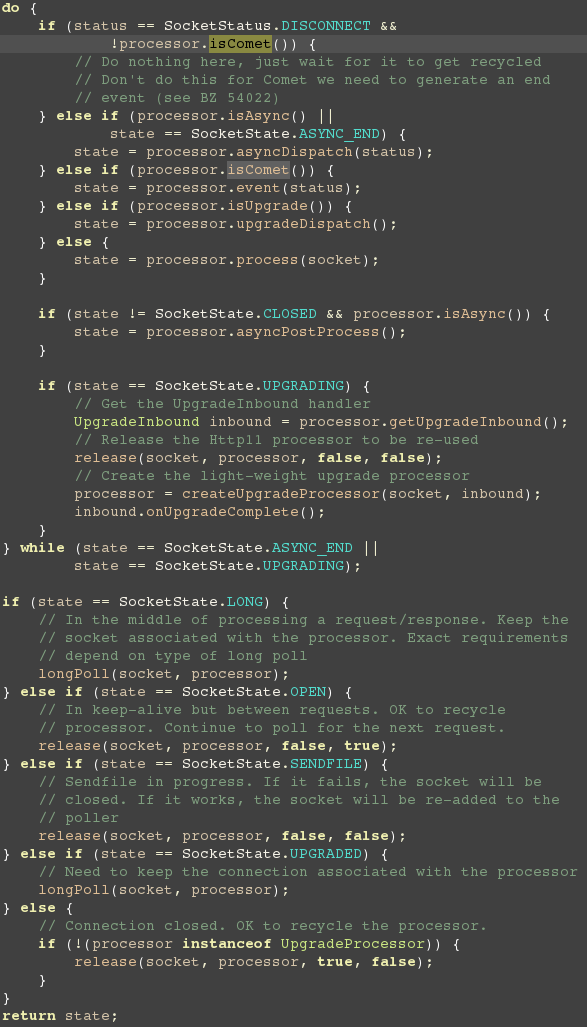 do {
    if (status == SocketStatus.DISCONNECT &&
            !processor.isComet()) {
        // Do nothing here, just wait for it to get recycled
        // Don't do this for Comet we need to generate an end
        // event (see BZ 54022)
    } else if (processor.isAsync() ||
            state == SocketState.ASYNC_END) {
        state = processor.asyncDispatch(status);
    } else if (processor.isComet()) {
        state = processor.event(status);
    } else if (processor.isUpgrade()) {
        state = processor.upgradeDispatch();
    } else {
        state = processor.process(socket);
    }

    if (state != SocketState.CLOSED && processor.isAsync()) {
        state = processor.asyncPostProcess();
    }

    if (state == SocketState.UPGRADING) {
        // Get the UpgradeInbound handler
        UpgradeInbound inbound = processor.getUpgradeInbound();
        // Release the Http11 processor to be re-used
        release(socket, processor, false, false);
        // Create the light-weight upgrade processor
        processor = createUpgradeProcessor(socket, inbound);
        inbound.onUpgradeComplete();
    }
} while (state == SocketState.ASYNC_END ||
        state == SocketState.UPGRADING);

if (state == SocketState.LONG) {
    // In the middle of processing a request/response. Keep the
    // socket associated with the processor. Exact requirements
    // depend on type of long poll
    longPoll(socket, processor);
} else if (state == SocketState.OPEN) {
    // In keep-alive but between requests. OK to recycle
    // processor. Continue to poll for the next request.
    release(socket, processor, false, true);
} else if (state == SocketState.SENDFILE) {
    // Sendfile in progress. If it fails, the socket will be
    // closed. If it works, the socket will be re-added to the
    // poller
    release(socket, processor, false, false);
} else if (state == SocketState.UPGRADED) {
    // Need to keep the connection associated with the processor
    longPoll(socket, processor);
} else {
    // Connection closed. OK to recycle the processor.
    if (!(processor instanceof UpgradeProcessor)) {
        release(socket, processor, true, false);
    }
}
return state;